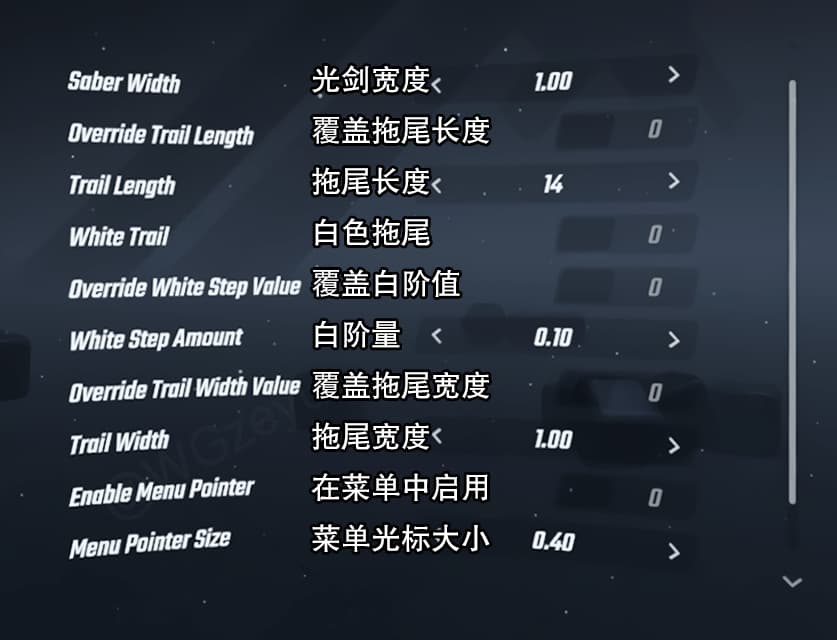 Saber Width 光剑宽度 < 1.00 >
Override Trail Length 覆盖拖尾长度 0
Trail Length 拖尾长度 < 14 >
White Trail 白色拖尾 0
Override White Step Value 覆盖白阶值 0
White Step Amount 白阶量 < 0.10 >
Override Trail Width Value 覆盖拖尾宽度 0
Trail Width 拖尾宽度 < 1.00 >
Enable Menu Pointer 在菜单中启用 0
Menu Pointer Size 菜单光标大小 0.40 >